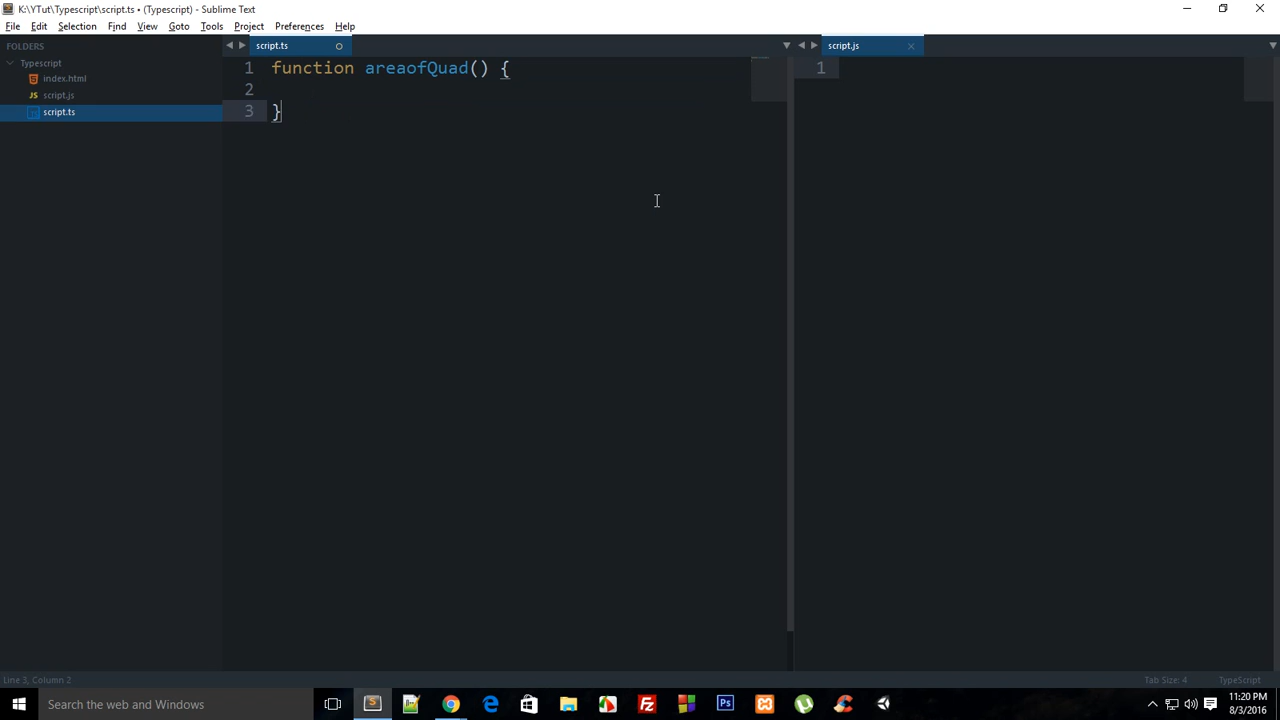 K:\YTut\Typescript\script.ts • (Typescript) - Sublime Text
File Edit Selection Find View Goto Tools Project Preferences Help
FOLDERS
Typescript
index.html
JS script.js
script.ts
script.ts
script.js
1 function areaofQuad() {
2
3 }
1
Line 3, Column 2
Tab Size: 4
TypeScript
Search the web and Windows
11:20 PM
8/3/2016